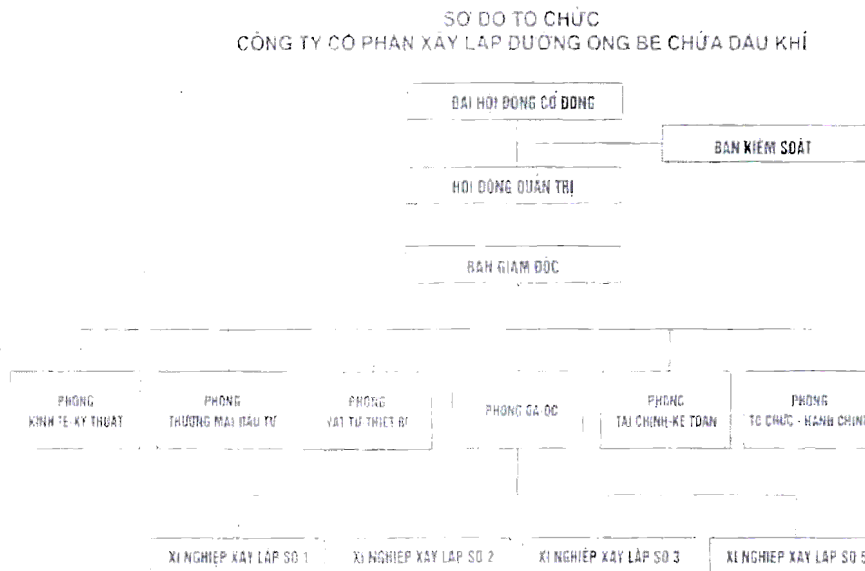 SƠ ĐỒ TỔ CHỨC
CÔNG TY CỔ PHẦN XÂY LẮP ĐƯỜNG ỐNG BỂ CHỨA DẦU KHÍ
ĐẠI HỘI ĐỒNG CỔ ĐÔNG
BAN KIỂM SOÁT
HỘI ĐỒNG QUẢN TRỊ
BAN GIÁM ĐỐC
PHÒNG
KINH TẾ-KỸ THUẬT
PHÒNG
THƯƠNG MẠI ĐẦU TƯ
PHÒNG
VẬT TƯ THIẾT BỊ
PHÒNG QA-QC
PHÒNG
TÀI CHÍNH-KẾ TOÁN
PHÒNG
TỔ CHỨC - HÀNH CHÍNH
XÍ NGHIỆP XÂY LẮP SỐ 1
XÍ NGHIỆP XÂY LẮP SỐ 2
XÍ NGHIỆP XÂY LẮP SỐ 3
XÍ NGHIỆP XÂY LẮP SỐ 5